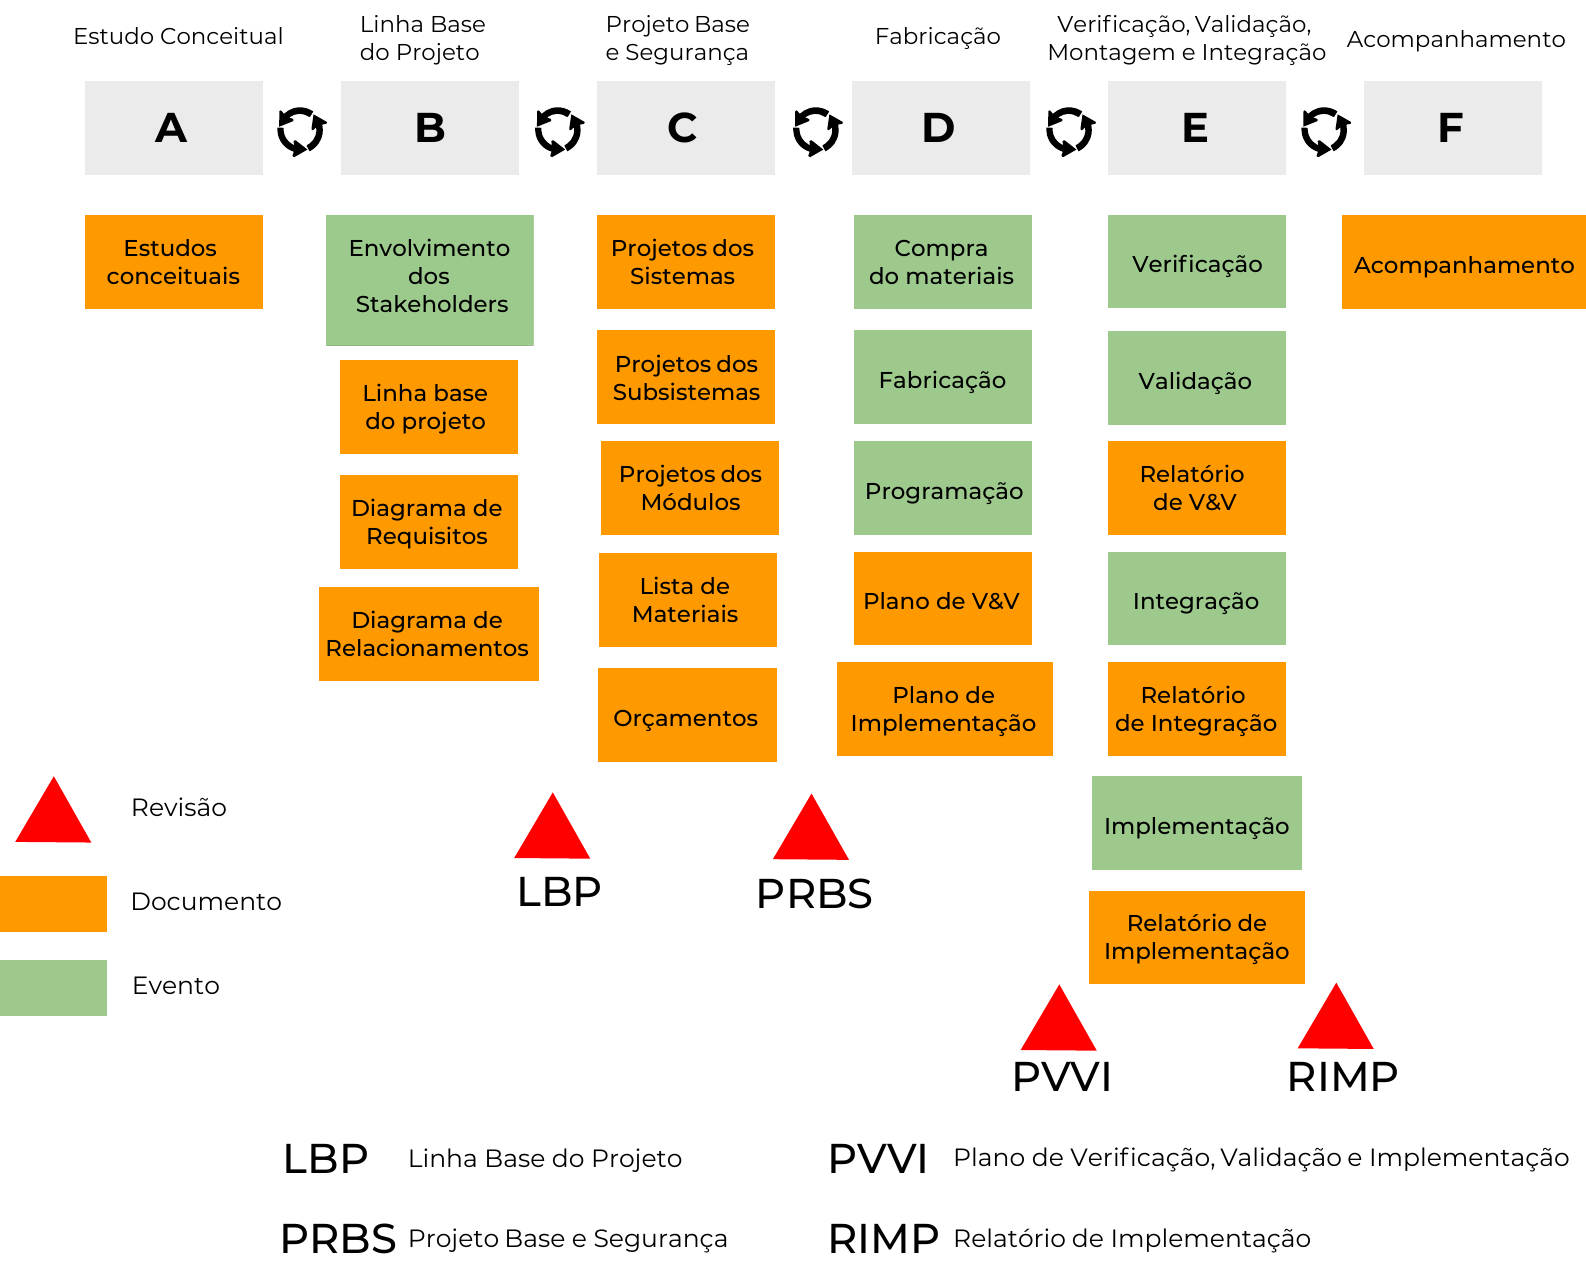 Estudo Conceitual
Linha Base
do Projeto
Projeto Base
e Segurança
Fabricação
Verificação, Validação,
Montagem e Integração
Acompanhamento
A
B
C
D
E
F
Estudos
conceituais
Envolvimento
dos
Stakeholders
Linha base
do projeto
Diagrama de
Requisitos
Diagrama de
Relacionamentos
Projetos dos
Sistemas
Projetos dos
Subsistemas
Projetos dos
Módulos
Lista de
Materiais
Orçamentos
Compra
do materiais
Fabricação
Programação
Plano de V&V
Plano de
Implementação
Verificação
Validação
Relatório
de V&V
Integração
Relatório
de Integração
Implementação
Relatório de
Implementação
Acompanhamento
Revisão
Documento
Evento
LBP
PRBS
PVVI
RIMP
LBP Linha Base do Projeto
PRBS Projeto Base e Segurança
PVVI Plano de Verificação, Validação e Implementação
RIMP Relatório de Implementação